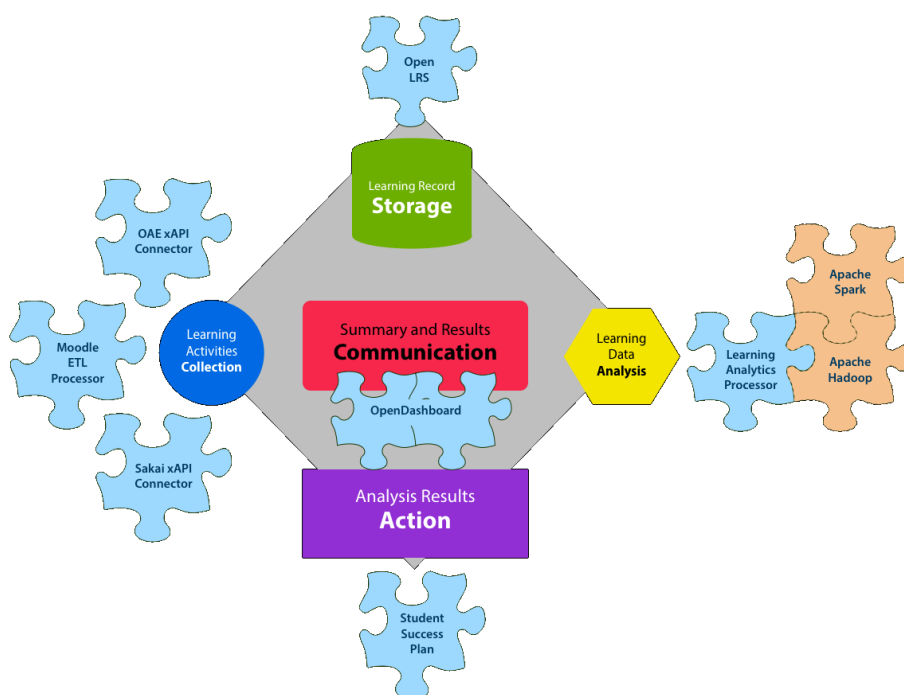 Open
LRS
Learning Record
Storage
OAE xAPI
Connector
Apache
Spark
Learning
Activities
Collection
Summary and Results
Communication
Learning
Data
Analysis
Moodle
ETL
Processor
Learning
Analytics
Processor
Apache
Hadoop
OpenDashboard
Sakai xAPI
Connector
Analysis Results
Action
Student
Success
Plan